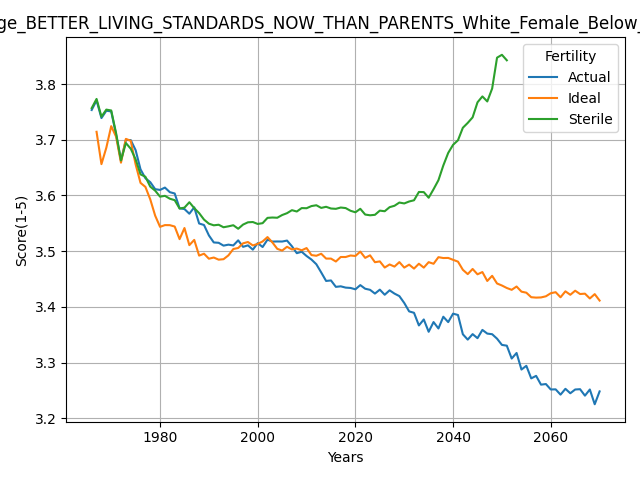 ge_BETTER_LIVING_STANDARDS_NOW_THAN_PARENTS_White_Female_Below_
Fertility
Actual
Ideal
Sterile
Score(1-5)
3.8
3.7
3.6
3.5
3.4
3.3
3.2
1980 2000 2020 2040 2060
Years